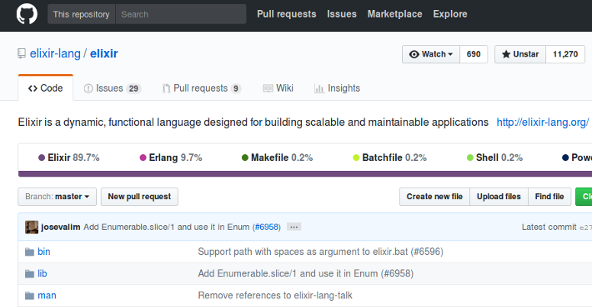 This repository Search Pull requests Issues Marketplace Explore
elixir-lang / elixir Watch 690 Unstar 11,270
Code Issues 29 Pull requests 9 Wiki Insights
Elixir is a dynamic, functional language designed for building scalable and maintainable applications http://elixir-lang.org/
Elixir 89.7% Erlang 9.7% Makefile 0.2% Batchfile 0.2% Shell 0.2%
Branch: master New pull request Create new file Upload files Find file
josevalim Add Enumerable.slice/1 and use it in Enum (#6958) ... Latest commit
bin Support path with spaces as argument to elixir.bat (#6596)
lib Add Enumerable.slice/1 and use it in Enum (#6958)
man Remove references to elixir-lang-talk